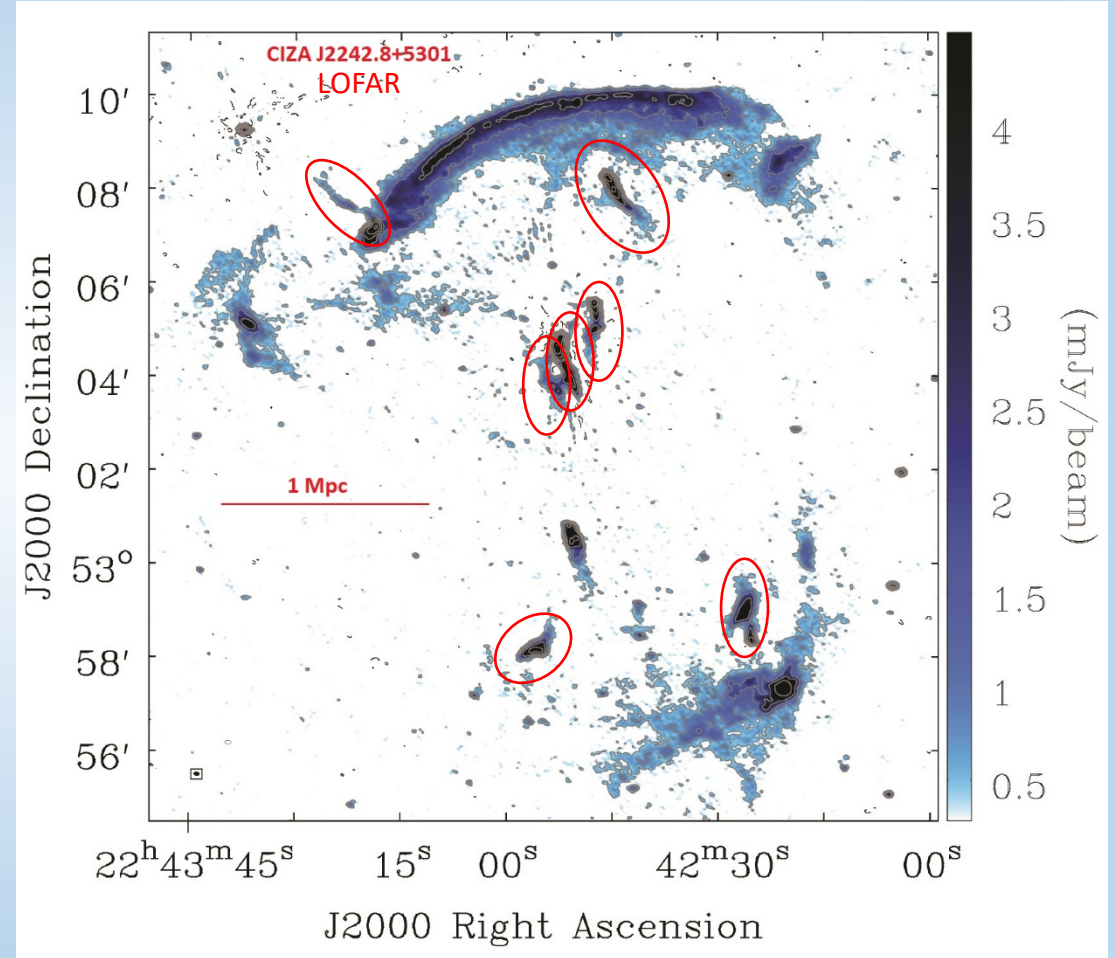 CIZA J2242.8+5301
LOFAR
10'
08'
06'
04'
02'
53°
58'
56'
J2000 Declination
1 Mpc
22ʰ43ᵐ45ˢ
15ˢ
00ˢ
42ᵐ30ˢ
00ˢ
J2000 Right Ascension
4
3.5
3
2.5
2
1.5
1
0.5
(mJy/beam)